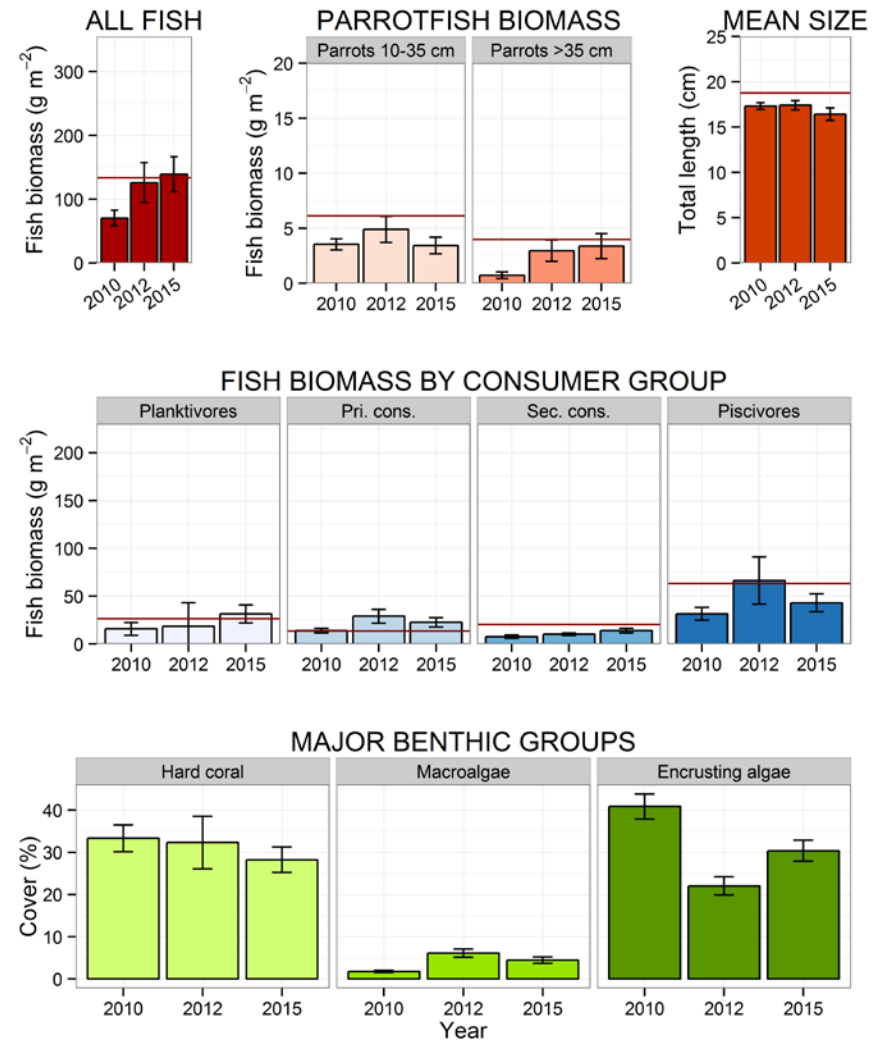 ALL FISH
Fish biomass (g m⁻²)
300
200
100
0
2010
2012
2015
PARROTFISH BIOMASS
Parrots 10-35 cm
Parrots >35 cm
Fish biomass (g m⁻²)
20
15
10
5
0
2010 2012 2015
2010 2012 2015
MEAN SIZE
Total length (cm)
25
20
15
10
5
0
2010
2012
2015
FISH BIOMASS BY CONSUMER GROUP
Planktivores
Pri. cons.
Sec. cons.
Piscivores
Fish biomass (g m⁻²)
200
150
100
50
0
2010 2012 2015
2010 2012 2015
2010 2012 2015
2010 2012 2015
MAJOR BENTHIC GROUPS
Hard coral
Macroalgae
Encrusting algae
Cover (%)
40
30
20
10
0
2010 2012 2015
2010 2012 2015
2010 2012 2015
Year